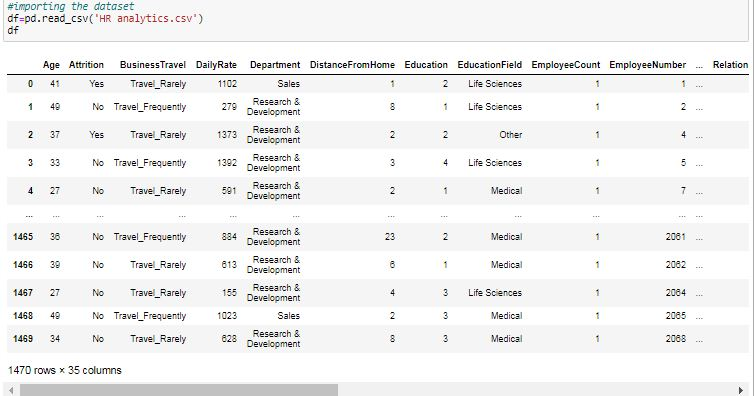 #importing the dataset
df=pd.read_csv('HR analytics.csv')
df
Age Attrition BusinessTravel DailyRate Department DistanceFromHome Education EducationField EmployeeCount EmployeeNumber ... Relation
0 41 Yes Travel_Rarely 1102 Sales 1 2 Life Sciences 1 1 ...
1 49 No Travel_Frequently 279 Research & Development 8 1 Life Sciences 1 2 ...
2 37 Yes Travel_Rarely 1373 Research & Development 2 2 Other 1 4 ...
3 33 No Travel_Frequently 1392 Research & Development 3 4 Life Sciences 1 5 ...
4 27 No Travel_Rarely 591 Research & Development 2 1 Medical 1 7 ...
... ... ... ... ... ... ... ... ... ... ... ...
1465 36 No Travel_Frequently 884 Research & Development 23 2 Medical 1 2061 ...
1466 39 No Travel_Rarely 613 Research & Development 6 1 Medical 1 2062 ...
1467 27 No Travel_Rarely 155 Research & Development 4 3 Life Sciences 1 2064 ...
1468 49 No Travel_Frequently 1023 Sales 2 3 Medical 1 2065 ...
1469 34 No Travel_Rarely 628 Research & Development 8 3 Medical 1 2068 ...
1470 rows × 35 columns